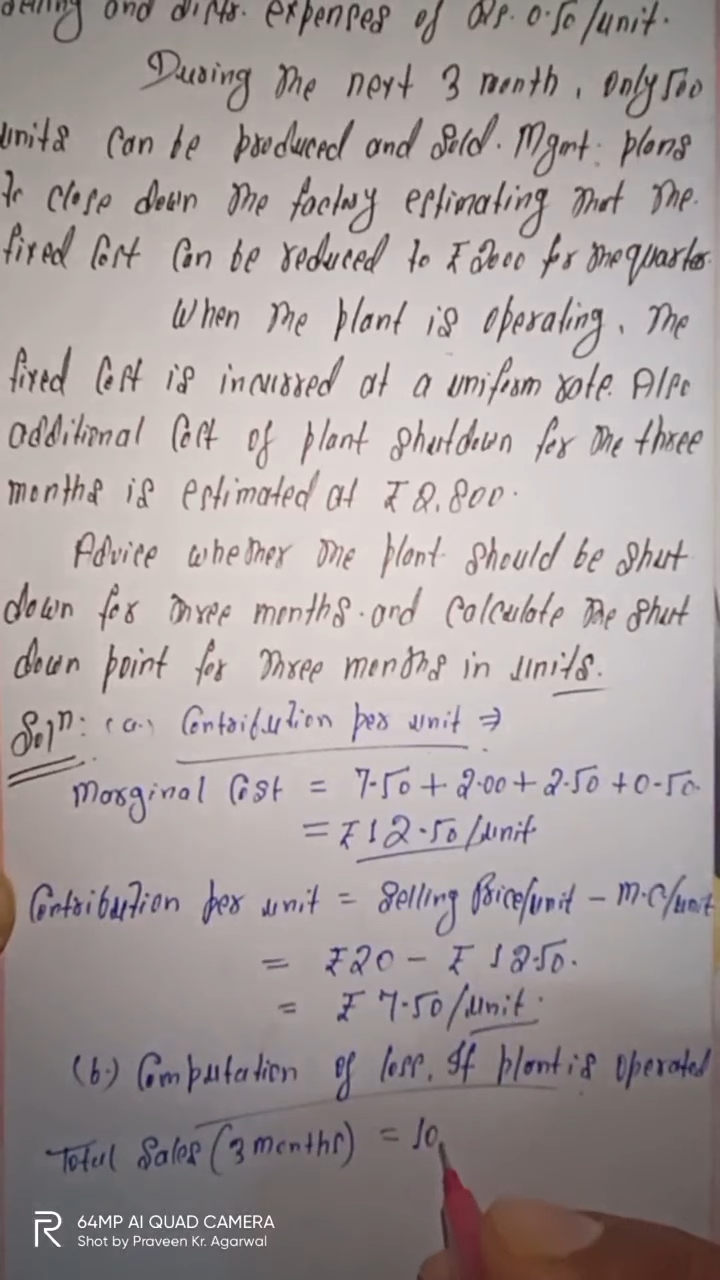 selling and distr. expenses of Rs. 0.50/unit.
During the next 3 month, only 500
units can be produced and sold. Mgmt. plans
to close down the factory estimating that the
fixed cost can be reduced to ₹2000 for the quarter.
When the plant is operating, the
fixed cost is incurred at a uniform rate. Also
additional cost of plant shutdown for the three
months is estimated at ₹2,800.
Advice whether the plant should be shut
down for three months and calculate the shut
down point for three months in units.
Solⁿ: (a.) Contribution per unit ⇒
Marginal Cost = 7.50 + 2.00 + 2.50 + 0.50
= ₹12.50/unit
Contribution per unit = Selling Price/unit - M.C/unit
= ₹20 - ₹12.50.
= ₹7.50/unit.
(b.) Computation of loss, If plant is operated
Total Sales (3 months) = 10
64MP AI QUAD CAMERA
Shot by Praveen Kr. Agarwal